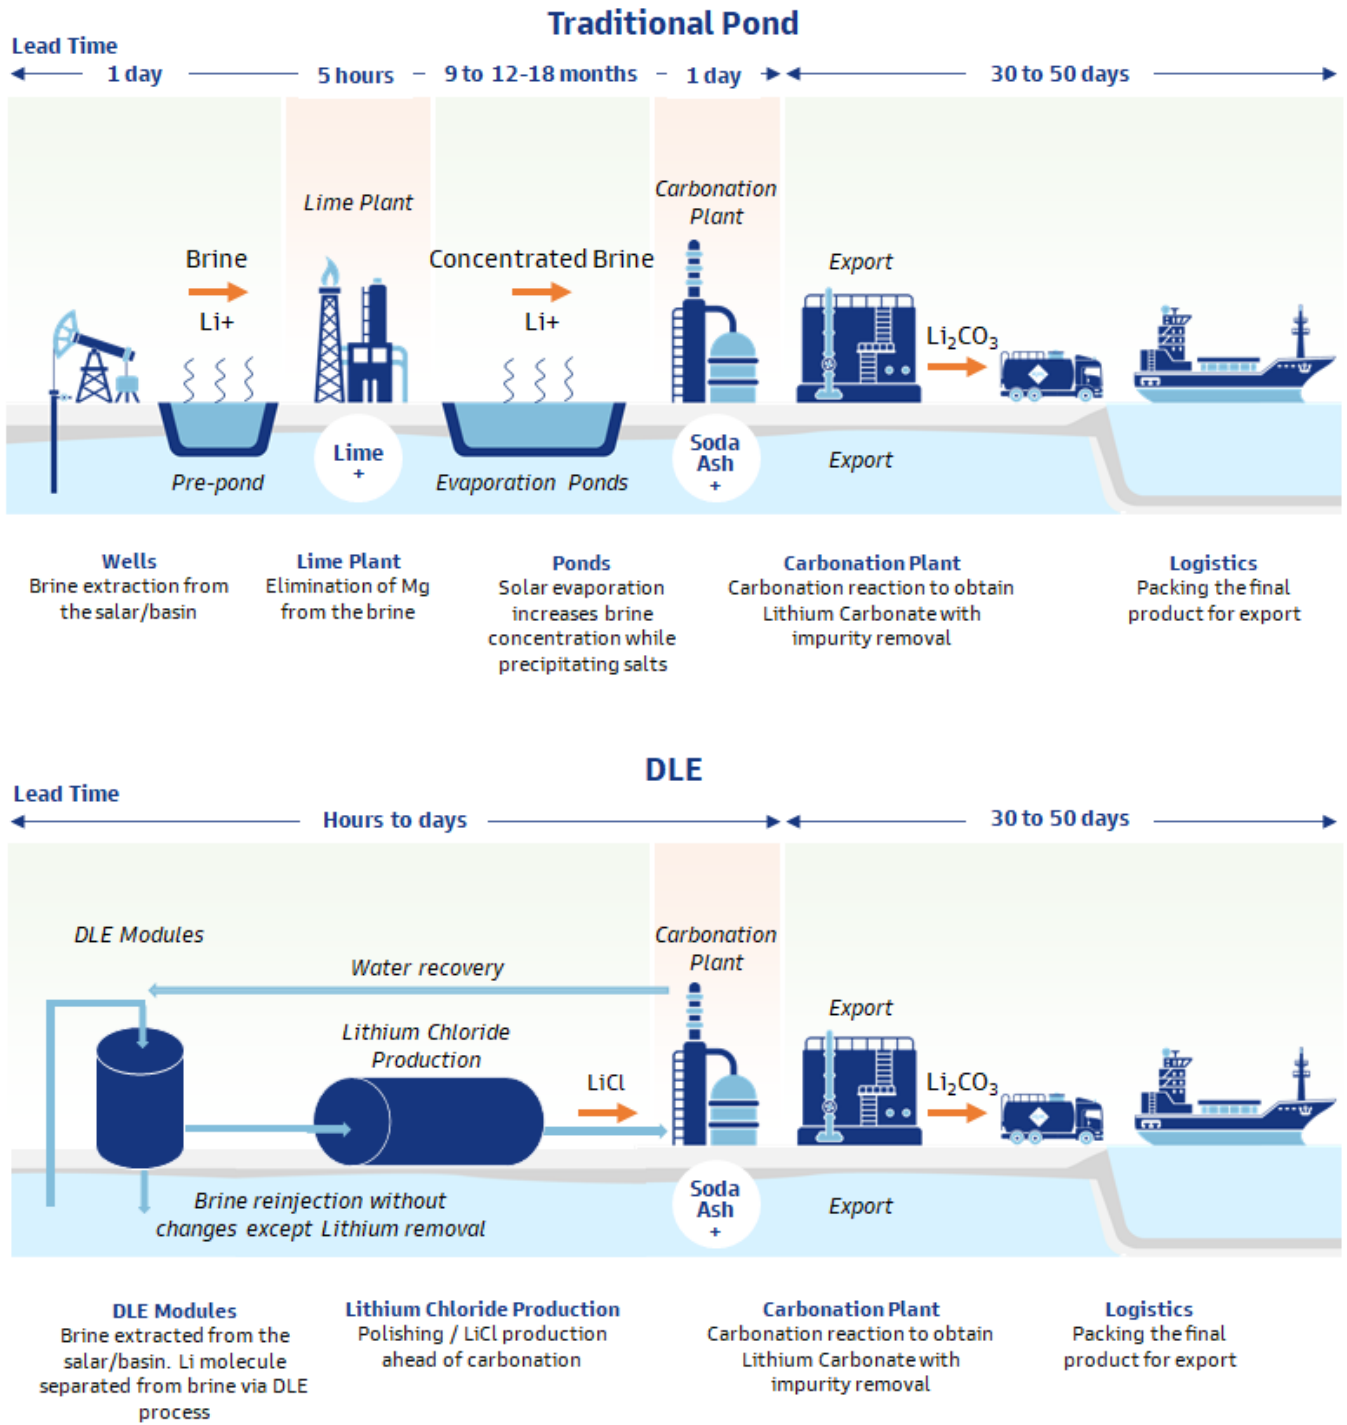 Traditional Pond
Lead Time
1 day
5 hours
9 to 12-18 months
1 day
30 to 50 days
Lime Plant
Carbonation
Plant
Brine
Li+
Concentrated Brine
Li+
Export
Li₂CO₃
Lime
+
Soda
Ash
+
Export
Pre-pond
Evaporation Ponds
Wells
Brine extraction from
the salar/basin
Lime Plant
Elimination of Mg
from the brine
Ponds
Solar evaporation
increases brine
concentration while
precipitating salts
Carbonation Plant
Carbonation reaction to obtain
Lithium Carbonate with
impurity removal
Logistics
Packing the final
product for export
DLE
Lead Time
Hours to days
30 to 50 days
DLE Modules
Water recovery
Carbonation
Plant
Lithium Chloride
Production
LiCl
Export
Li₂CO₃
Brine reinjection without
changes except Lithium removal
Soda
Ash
+
Export
DLE Modules
Brine extracted from the
salar/basin. Li molecule
separated from brine via DLE
process
Lithium Chloride Production
Polishing / LiCl production
ahead of carbonation
Carbonation Plant
Carbonation reaction to obtain
Lithium Carbonate with
impurity removal
Logistics
Packing the final
product for export